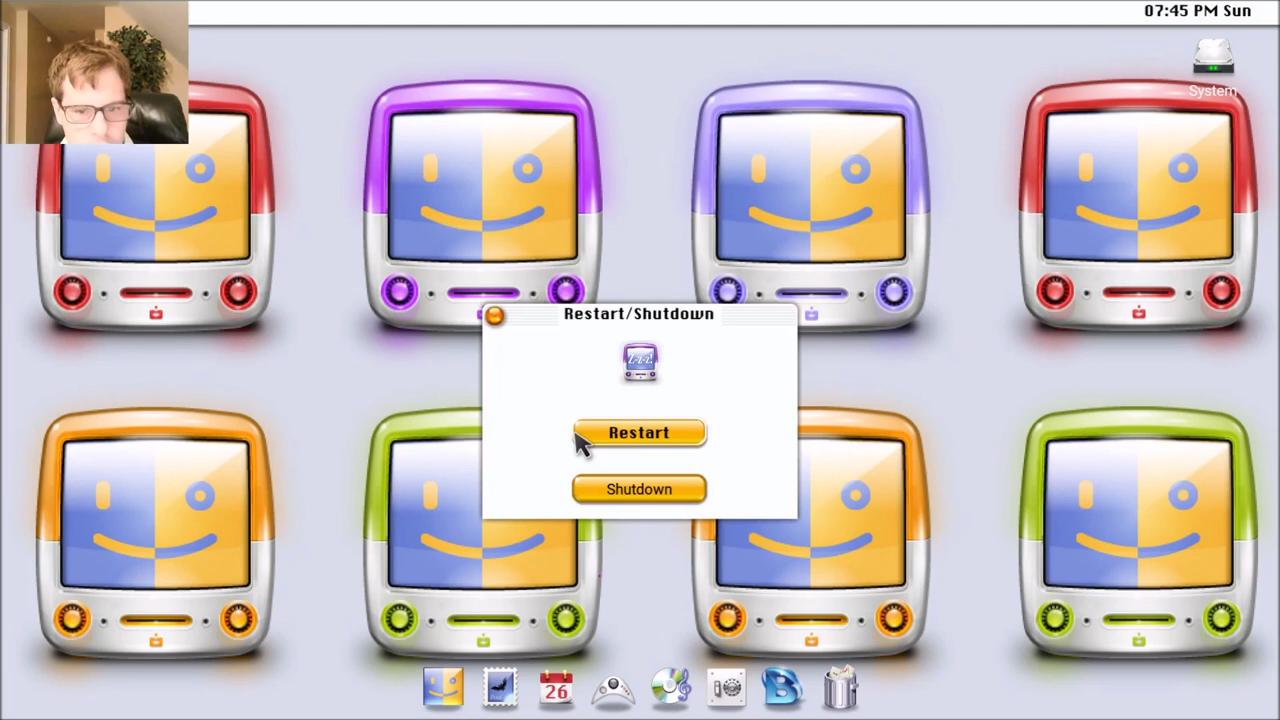 07:45 PM Sun
System
Restart/Shutdown
Z-z-z!
Restart
Shutdown
26